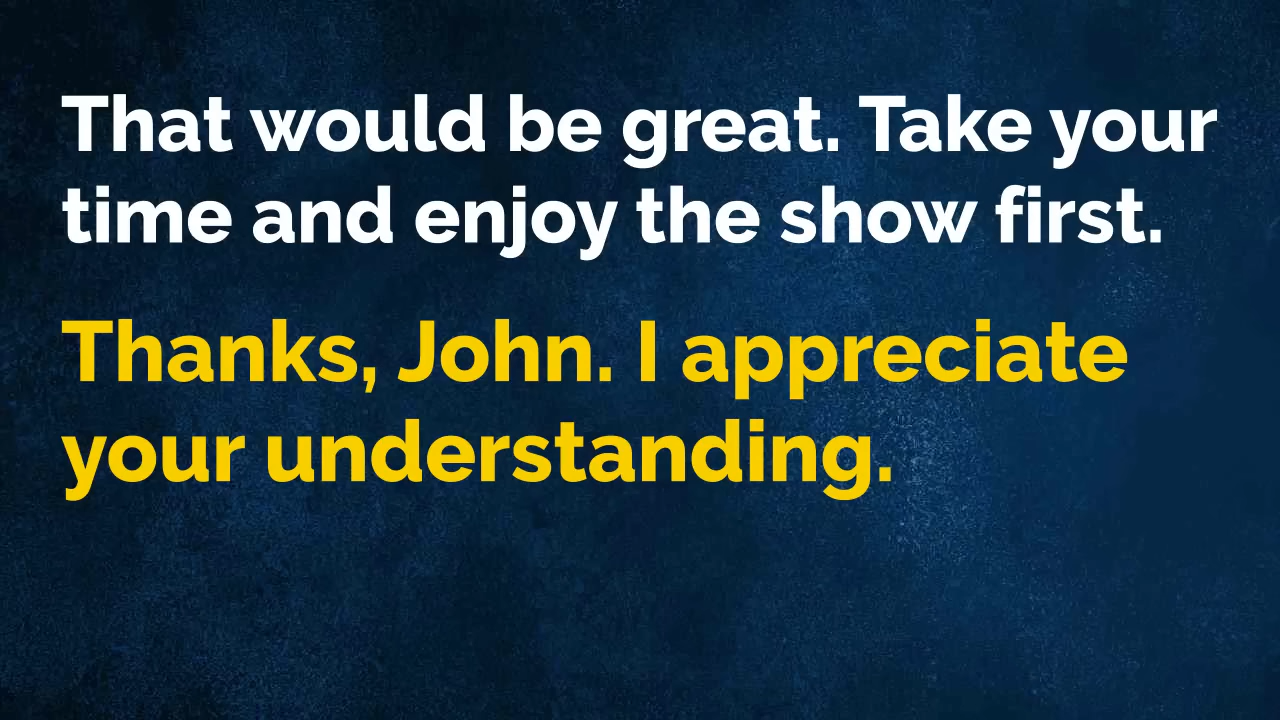 That would be great. Take your
time and enjoy the show first.
Thanks, John. I appreciate
your understanding.